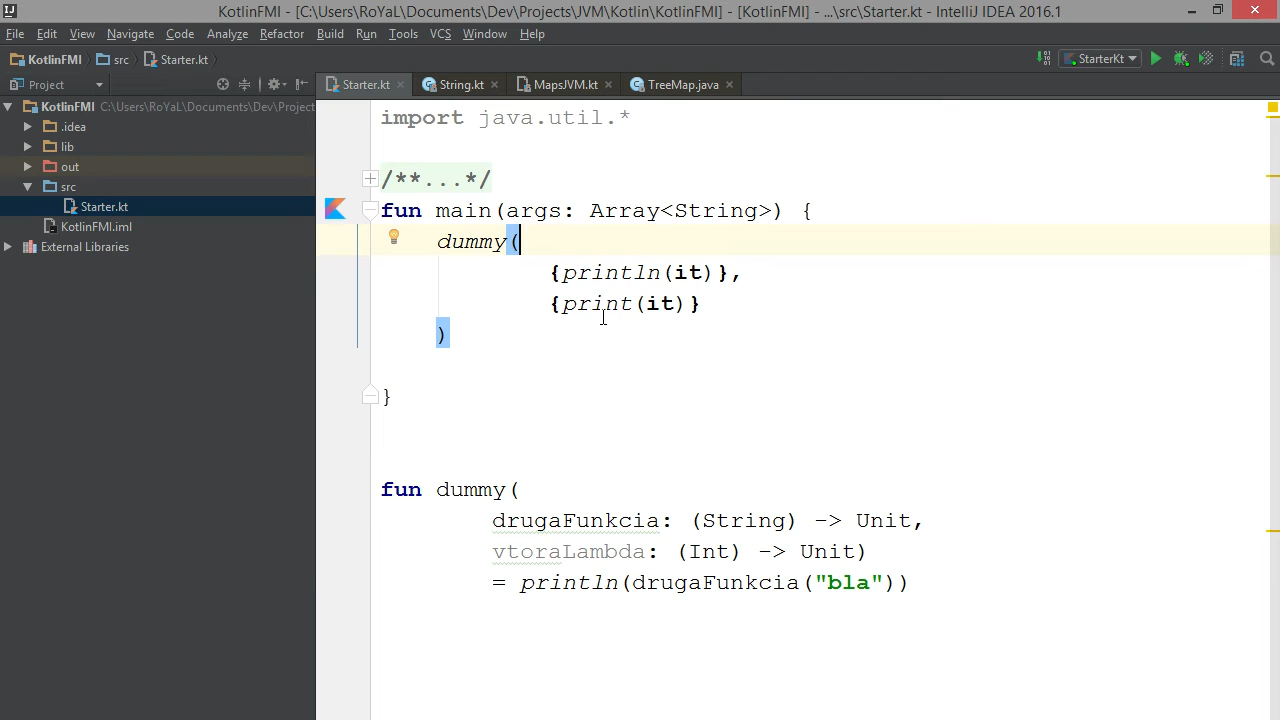 KotlinFMI - [C:\Users\RoYaL\Documents\Dev\Projects\JVM\Kotlin\KotlinFMI] - [KotlinFMI] - ...\src\Starter.kt - IntelliJ IDEA 2016.1
File Edit View Navigate Code Analyze Refactor Build Run Tools VCS Window Help
KotlinFMI src Starter.kt StarterKt
Project Starter.kt String.kt MapsJVM.kt TreeMap.java
KotlinFMI C:\Users\RoYaL\Documents\Dev\Project
.idea
lib
out
src
Starter.kt
KotlinFMI.iml
External Libraries
import java.util.*
/**...*/
fun main(args: Array<String>) {
dummy(
{println(it)},
{print(it)}
)
}
fun dummy(
drugaFunkcia: (String) -> Unit,
vtoraLambda: (Int) -> Unit)
= println(drugaFunkcia("bla"))